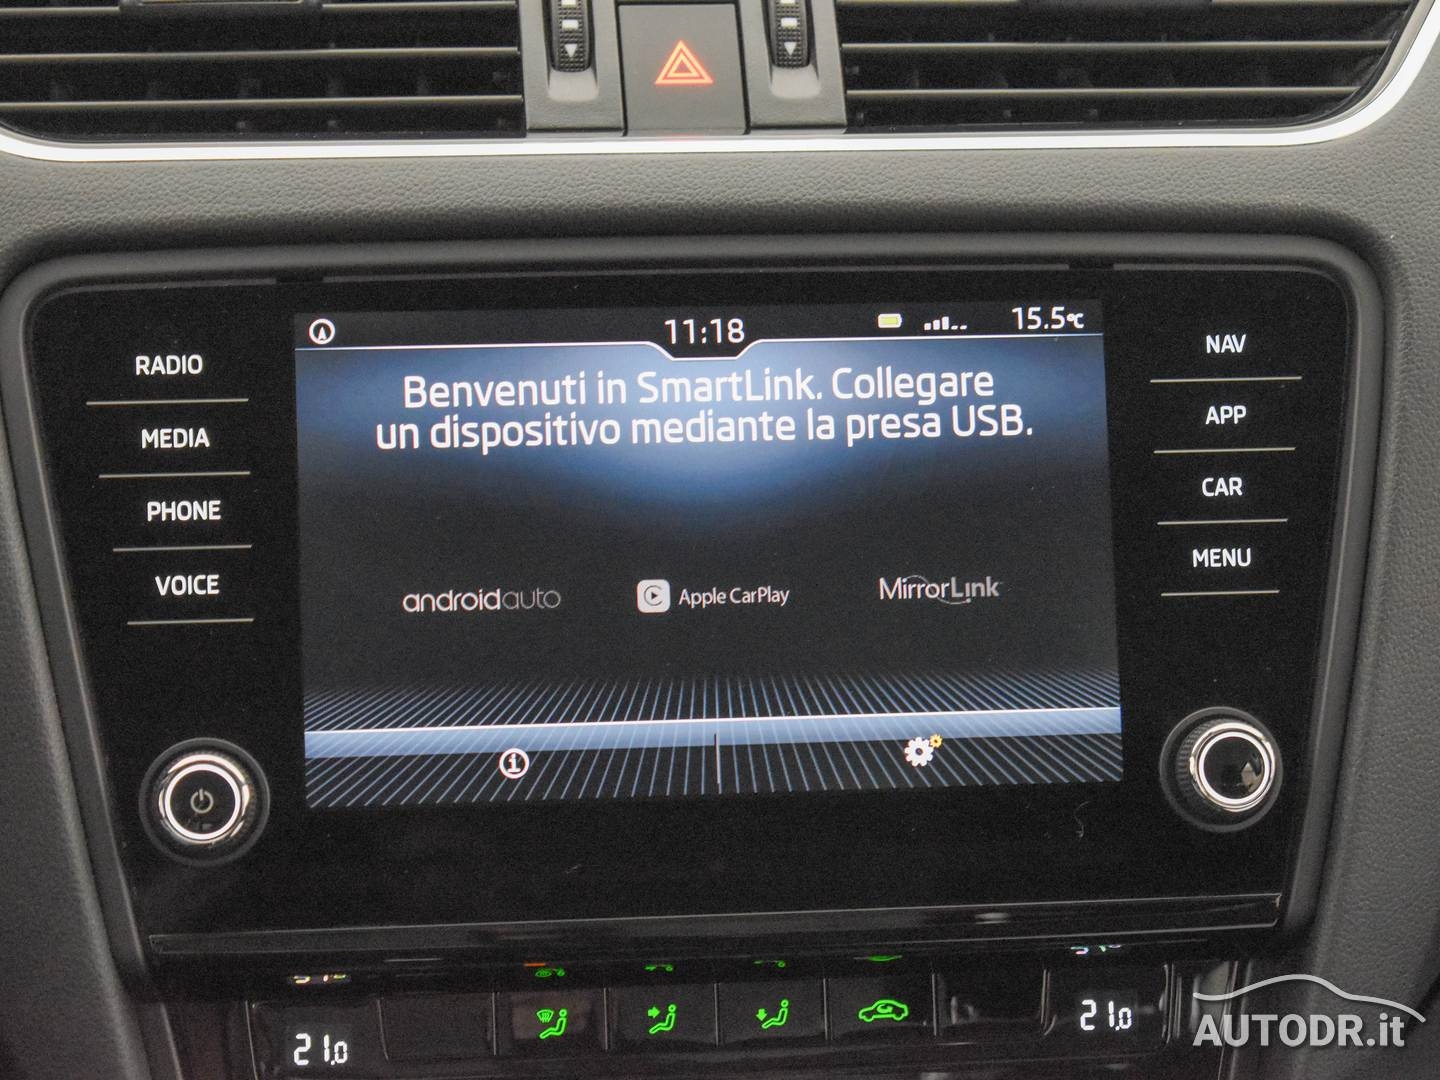 11:18
15.5°C
RADIO
MEDIA
PHONE
VOICE
Benvenuti in SmartLink. Collegare
un dispositivo mediante la presa USB.
androidauto
Apple CarPlay
MirrorLink
NAV
APP
CAR
MENU
21.0
21.0
AUTODR.it